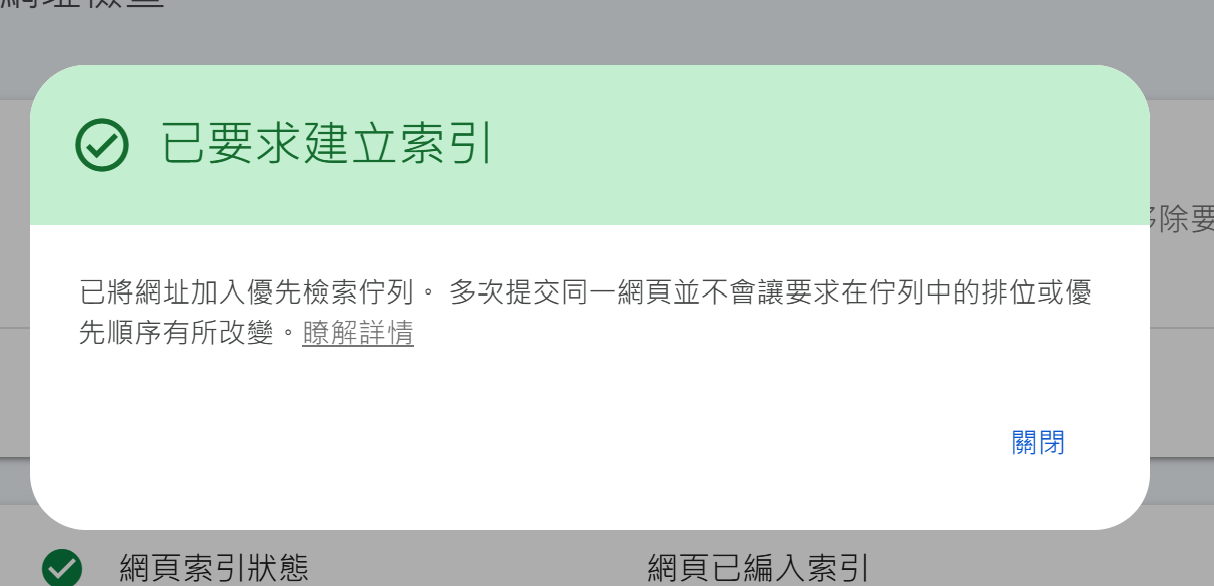 已要求建立索引
已將網址加入優先檢索佇列。 多次提交同一網頁並不會讓要求在佇列中的排位或優
先順序有所改變。瞭解詳情
移除要
關閉
網頁索引狀態
網頁已編入索引